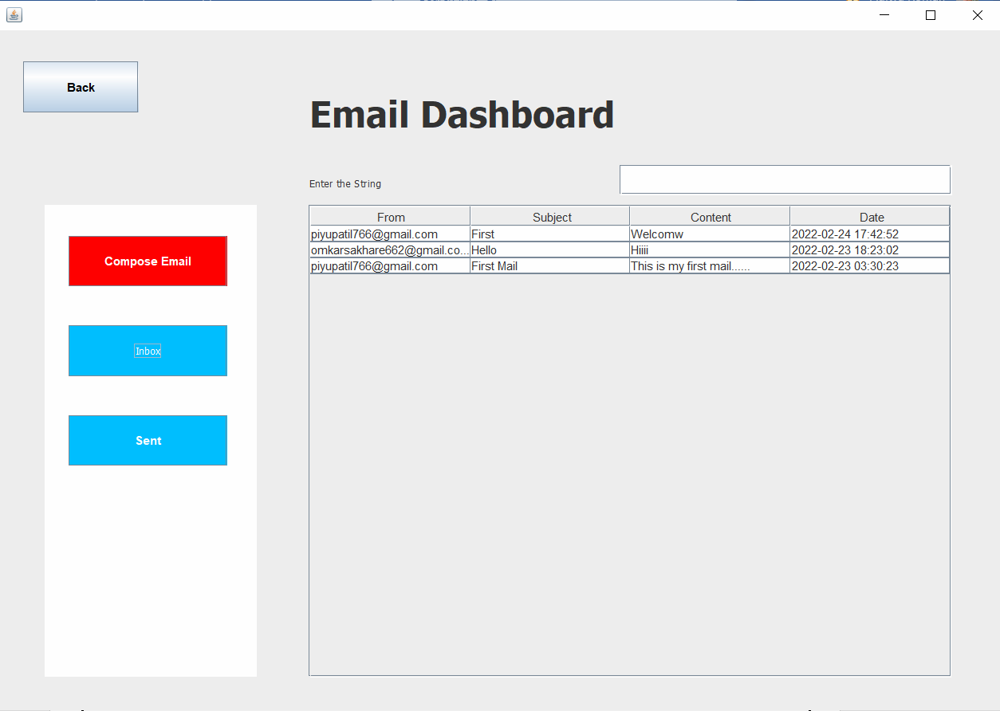 Back
Email Dashboard
Enter the String
Compose Email
Inbox
Sent
From Subject Content Date
piyupatil766@gmail.com First Welcomw 2022-02-24 17:42:52
omkarsakhare662@gmail.co... Hello Hiiii 2022-02-23 18:23:02
piyupatil766@gmail.com First Mail This is my first mail...... 2022-02-23 03:30:23